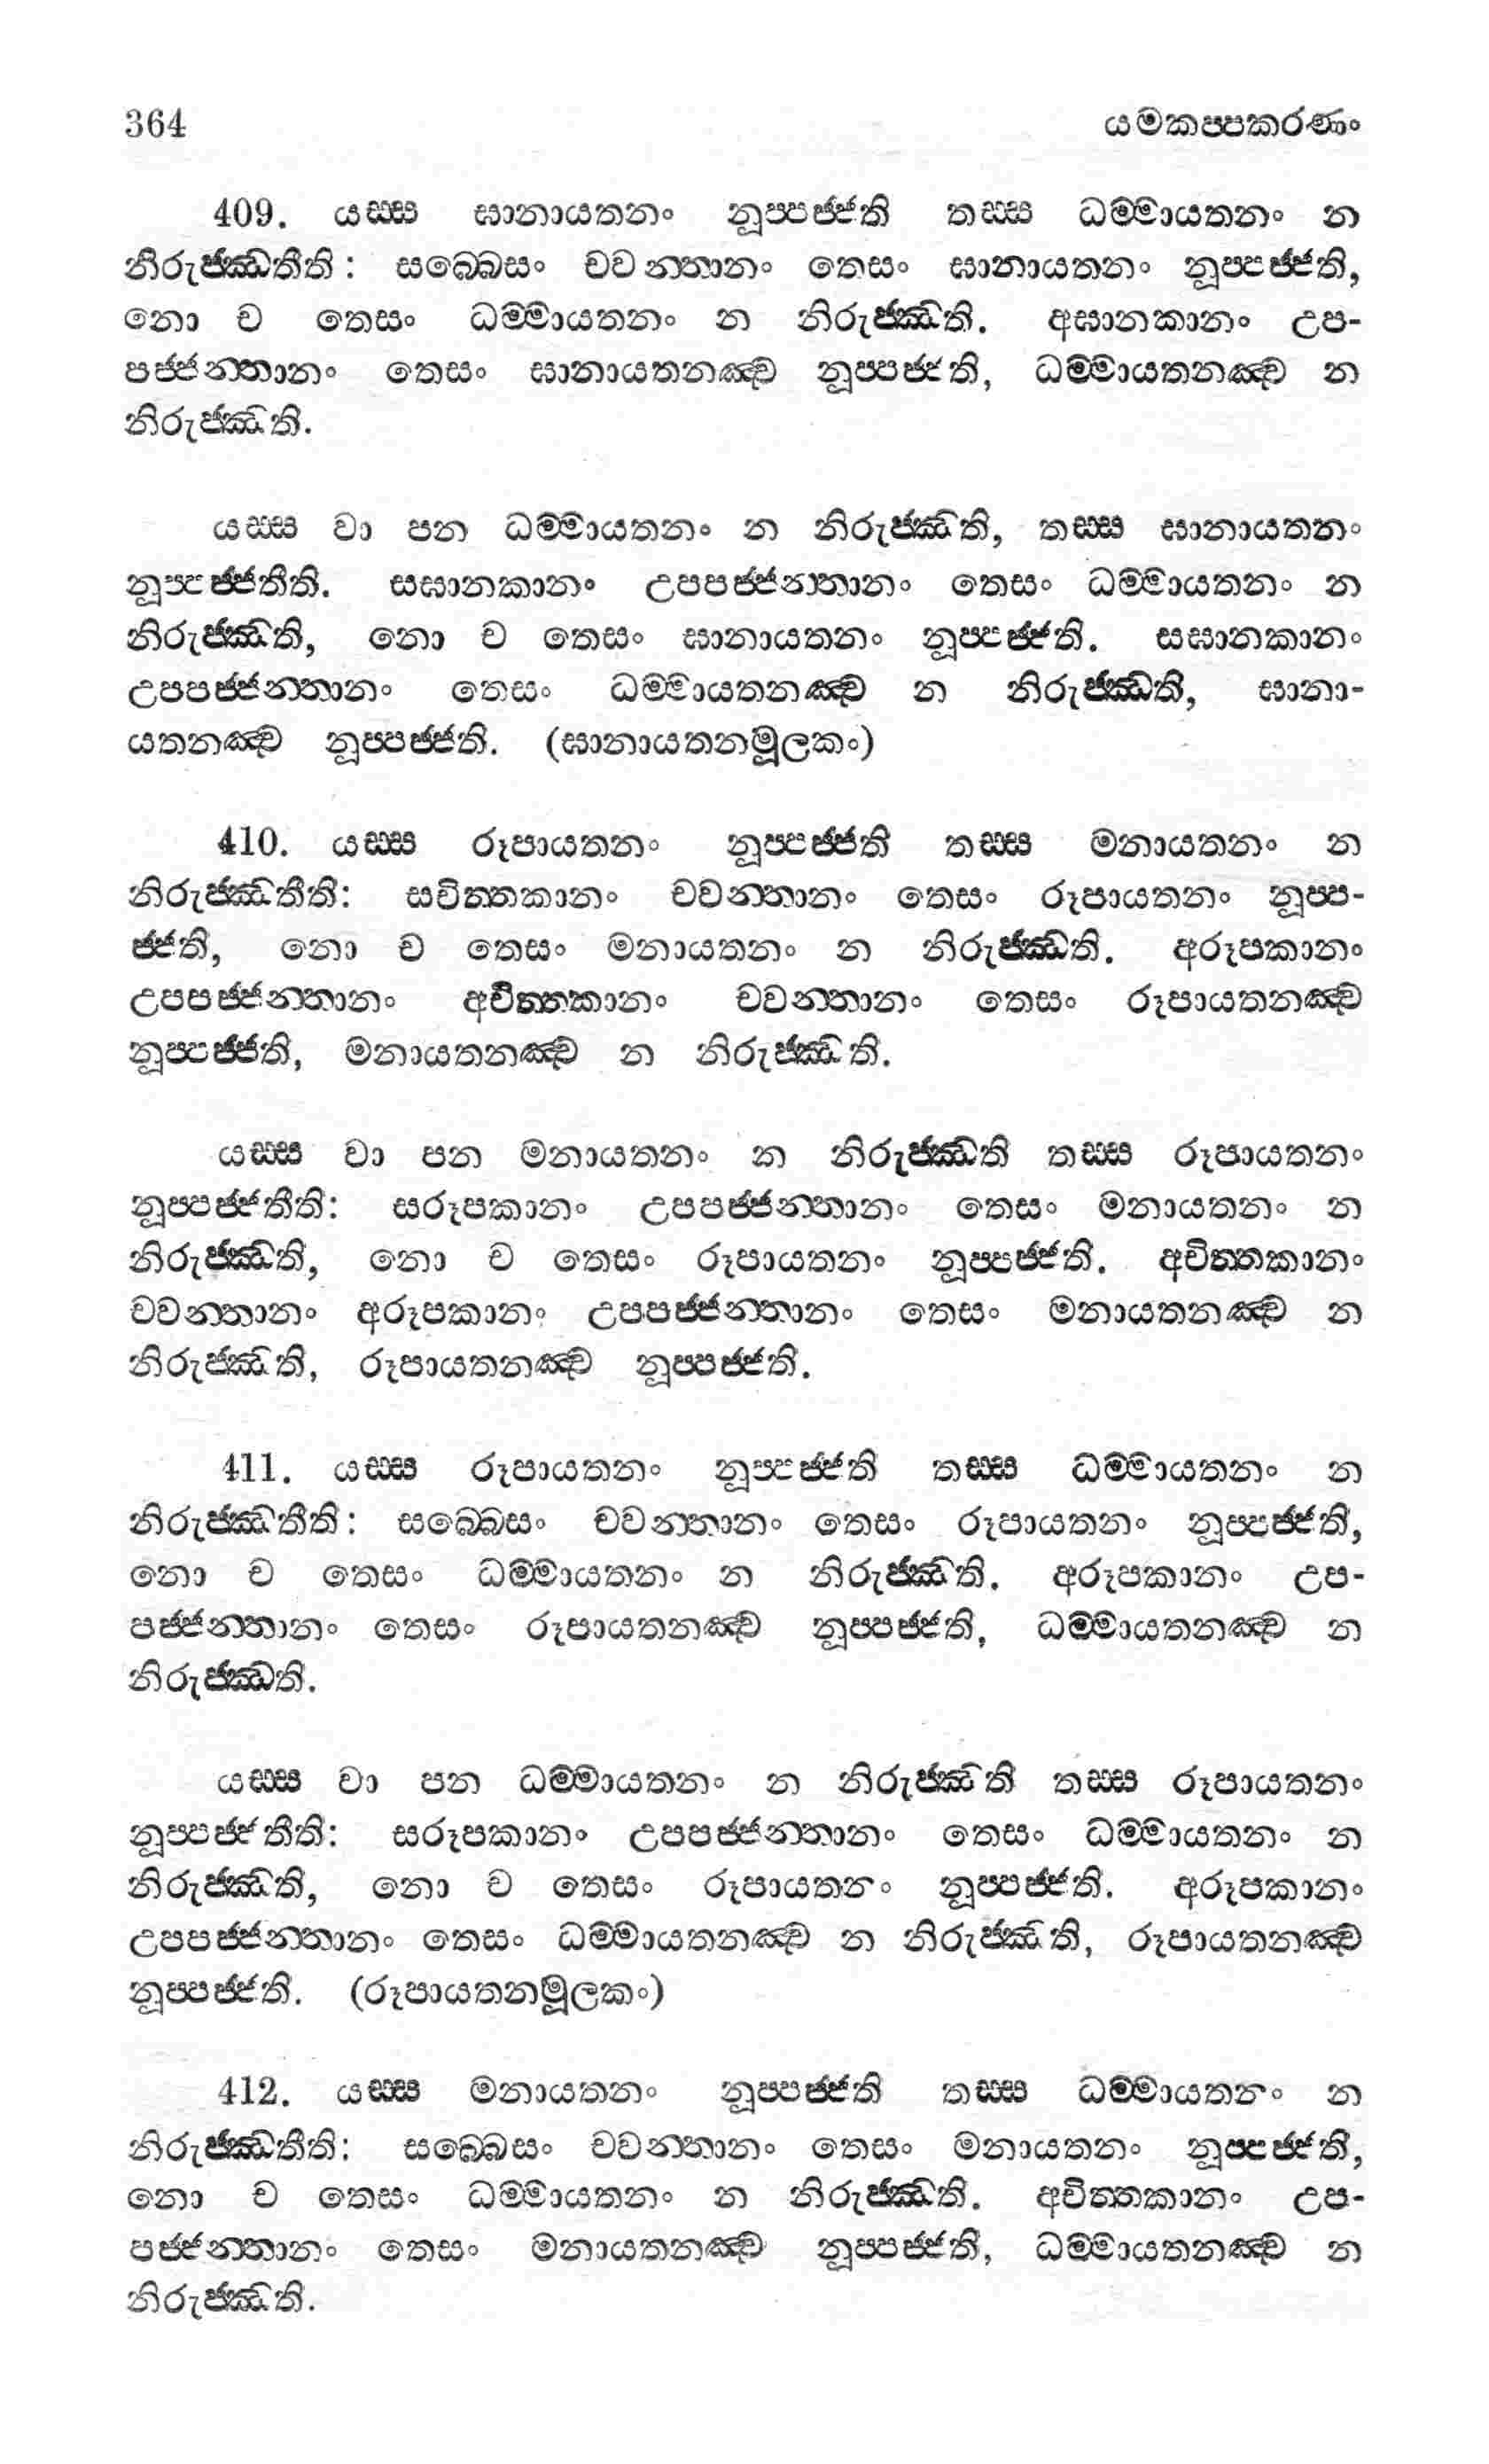 364 යමකප්පකරණං
409. යස්ස ඝානායතනං නූප්පජ්ජති තස්ස ධම්මායතනං න
නිරුජ්ඣතීති: සබ්බෙසං චවන්තානං තෙසං ඝානායතනං නූප්පජ්ජති,
නො ච තෙසං ධම්මායතනං න නිරුජ්ඣති. අඝානකානං උප-
පජ්ජන්තානං තෙසං ඝානායතනඤ්ච නූප්පජ්ජති, ධම්මායතනඤ්ච න
නිරුජ්ඣති.
යස්ස වා පන ධම්මායතනං න නිරුජ්ඣති, තස්ස ඝානායතනං
නූප්පජ්ජතීති. සඝානකානං උපපජ්ජන්තානං තෙසං ධම්මායතනං න
නිරුජ්ඣති, නො ච තෙසං ඝානායතනං නූප්පජ්ජති. සඝානකානං
උපපජ්ජන්තානං තෙසං ධම්මායතනඤ්ච න නිරුජ්ඣති, ඝානා-
යතනඤ්ච නූප්පජ්ජති. (ඝානායතනමූලකං)
410. යස්ස රූපායතනං නූප්පජ්ජති තස්ස මනායතනං න
නිරුජ්ඣතීති: සචිත්තකානං චවන්තානං තෙසං රූපායතනං නූප්ප-
ජ්ජති, නො ච තෙසං මනායතනං න නිරුජ්ඣති. අරූපකානං
උපපජ්ජන්තානං අචිත්තකානං චවන්තානං තෙසං රූපායතනඤ්ච
නූප්පජ්ජති, මනායතනඤ්ච න නිරුජ්ඣති.
යස්ස වා පන මනායතනං න නිරුජ්ඣති තස්ස රූපායතනං
නූප්පජ්ජතීති: සරූපකානං උපපජ්ජන්තානං තෙසං මනායතනං න
නිරුජ්ඣති, නො ච තෙසං රූපායතනං නූප්පජ්ජති. අචිත්තකානං
චවන්තානං අරූපකානං උපපජ්ජන්තානං තෙසං මනායතනඤ්ච න
නිරුජ්ඣති, රූපායතනඤ්ච නූප්පජ්ජති.
411. යස්ස රූපායතනං නූප්පජ්ජති තස්ස ධම්මායතනං න
නිරුජ්ඣතීති: සබ්බෙසං චවන්තානං තෙසං රූපායතනං නූප්පජ්ජති,
නො ච තෙසං ධම්මායතනං න නිරුජ්ඣති. අරූපකානං උප-
පජ්ජන්තානං තෙසං රූපායතනඤ්ච නූප්පජ්ජති, ධම්මායතනඤ්ච න
නිරුජ්ඣති.
යස්ස වා පන ධම්මායතනං න නිරුජ්ඣති තස්ස රූපායතනං
නූප්පජ්ජතීති: සරූපකානං උපපජ්ජන්තානං තෙසං ධම්මායතනං න
නිරුජ්ඣති, නො ච තෙසං රූපායතනං නූප්පජ්ජති. අරූපකානං
උපපජ්ජන්තානං තෙසං ධම්මායතනඤ්ච න නිරුජ්ඣති, රූපායතනඤ්ච
නූප්පජ්ජති. (රූපායතනමූලකං)
412. යස්ස මනායතනං නූප්පජ්ජති තස්ස ධම්මායතනං න
නිරුජ්ඣතීති: සබ්බෙසං චවන්තානං තෙසං මනායතනං නූප්පජ්ජති,
නො ච තෙසං ධම්මායතනං න නිරුජ්ඣති. අචිත්තකානං උප-
පජ්ජන්තානං තෙසං මනායතනඤ්ච නූප්පජ්ජති, ධම්මායතනඤ්ච න
නිරුජ්ඣති.